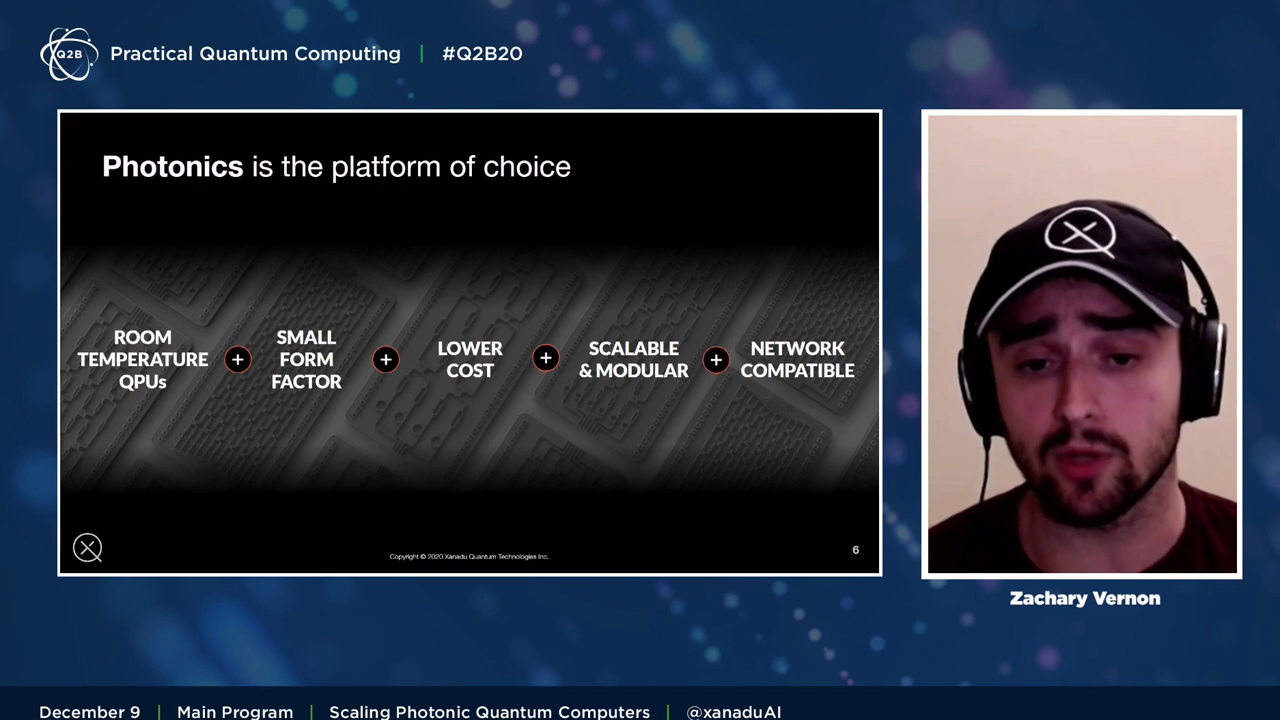 Q2B
Practical Quantum Computing | #Q2B20
Photonics is the platform of choice
ROOM
TEMPERATURE
QPUs
+
SMALL
FORM
FACTOR
+
LOWER
COST
+
SCALABLE
& MODULAR
+
NETWORK
COMPATIBLE
Copyright © 2020 Xanadu Quantum Technologies Inc.
6
Zachary Vernon
December 9 | Main Program | Scaling Photonic Quantum Computers | @xanaduAI